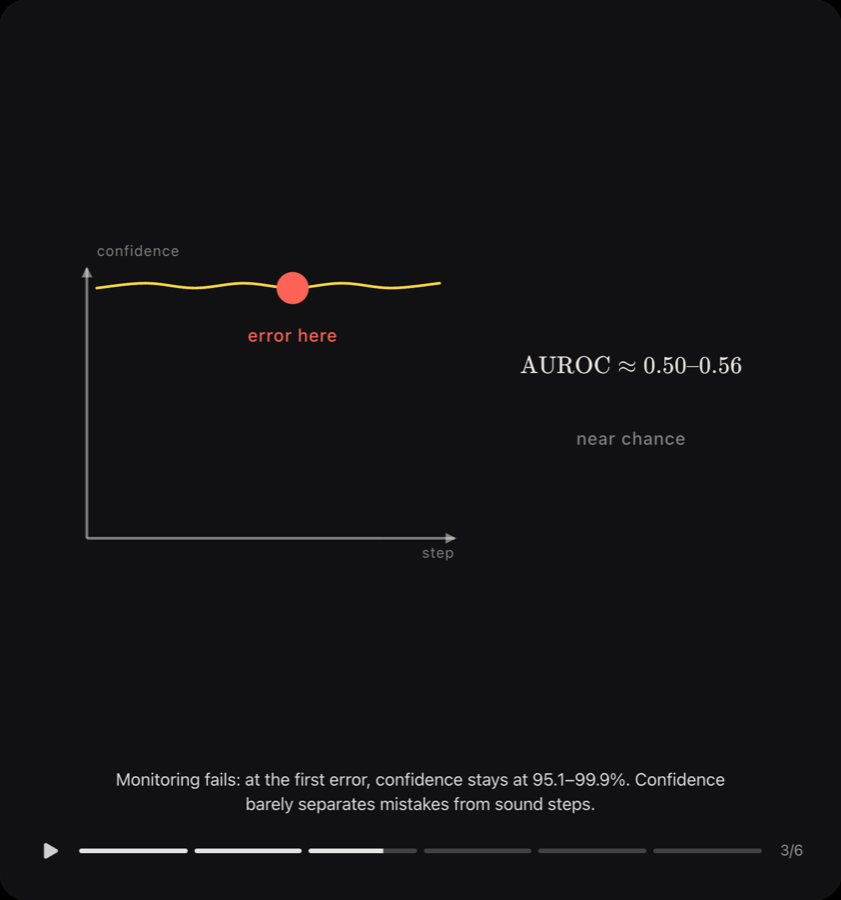 confidence
error here
AUROC ≈ 0.50–0.56
near chance
step
Monitoring fails: at the first error, confidence stays at 95.1–99.9%. Confidence
barely separates mistakes from sound steps.
3/6